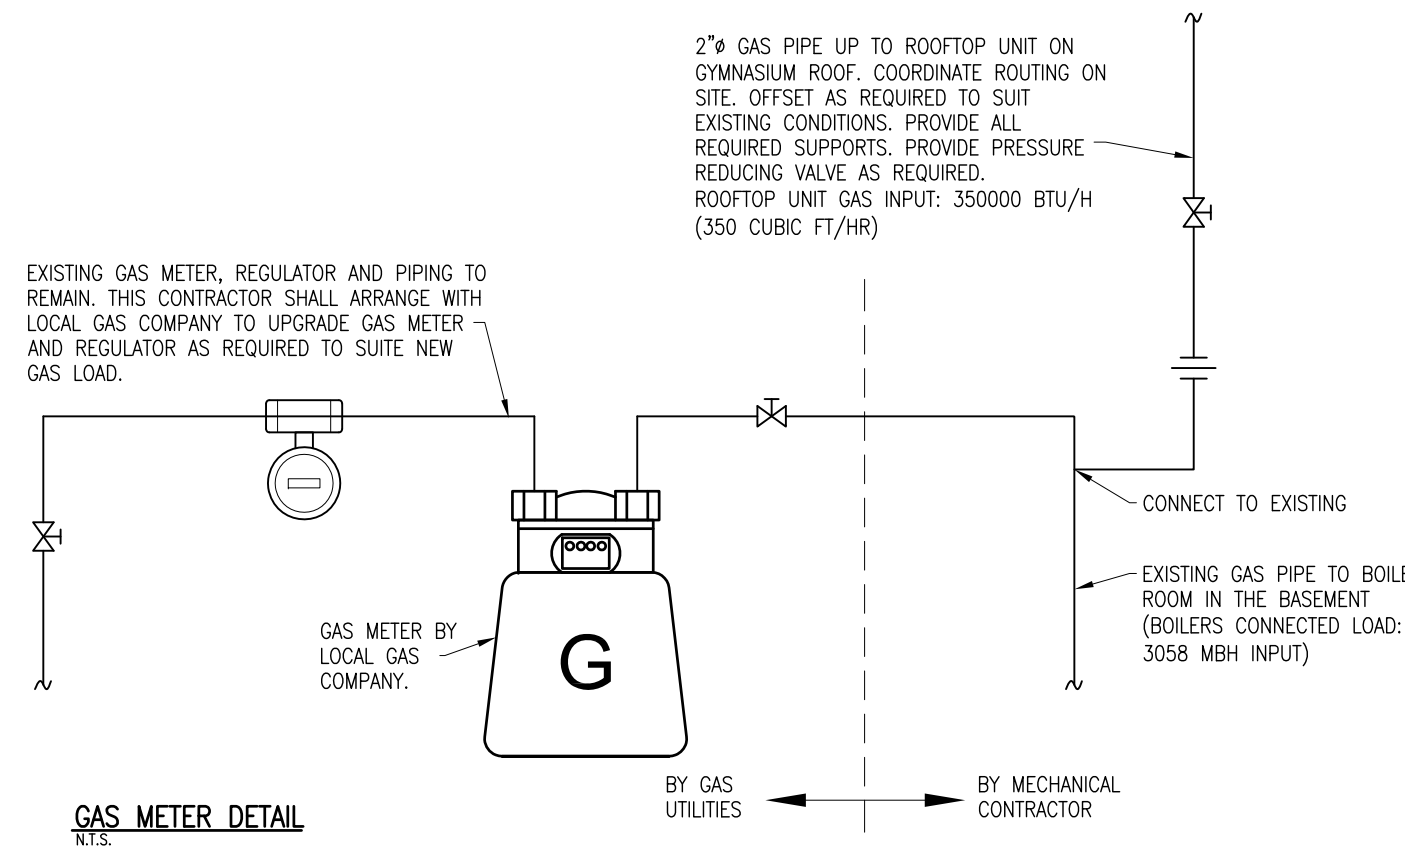 2"ø GAS PIPE UP TO ROOFTOP UNIT ON
GYMNASIUM ROOF. COORDINATE ROUTING ON
SITE. OFFSET AS REQUIRED TO SUIT
EXISTING CONDITIONS. PROVIDE ALL
REQUIRED SUPPORTS. PROVIDE PRESSURE
REDUCING VALVE AS REQUIRED.
ROOFTOP UNIT GAS INPUT: 350000 BTU/H
(350 CUBIC FT/HR)
EXISTING GAS METER, REGULATOR AND PIPING TO
REMAIN. THIS CONTRACTOR SHALL ARRANGE WITH
LOCAL GAS COMPANY TO UPGRADE GAS METER
AND REGULATOR AS REQUIRED TO SUITE NEW
GAS LOAD.
CONNECT TO EXISTING
EXISTING GAS PIPE TO
ROOM IN THE BASEMENT
(BOILERS CONNECTED LOAD:
3058 MBH INPUT)
GAS METER BY
LOCAL GAS
COMPANY.
G
BY GAS
UTILITIES
BY MECHANICAL
CONTRACTOR
GAS METER DETAIL
N.T.S.